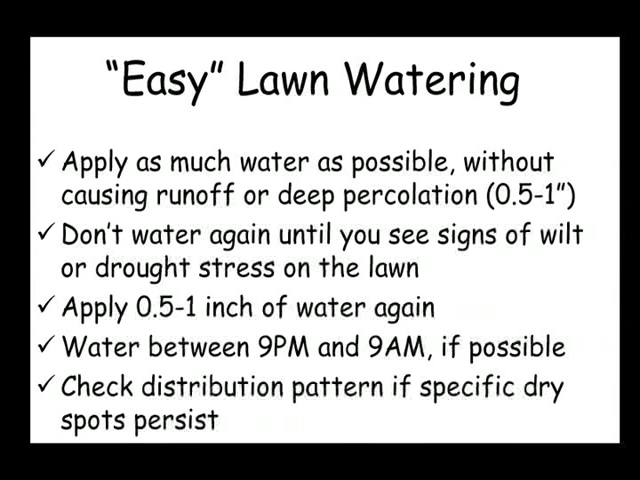 “Easy” Lawn Watering
✓ Apply as much water as possible, without
causing runoff or deep percolation (0.5-1”)
✓ Don’t water again until you see signs of wilt
or drought stress on the lawn
✓ Apply 0.5-1 inch of water again
✓ Water between 9PM and 9AM, if possible
✓ Check distribution pattern if specific dry
spots persist